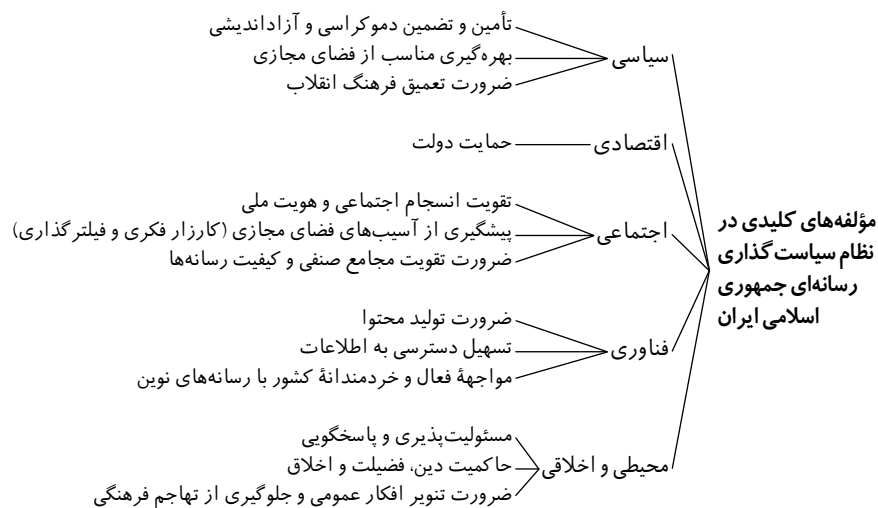 مؤلفه‌های کلیدی در
نظام سیاست‌گذاری
رسانه‌ای جمهوری
اسلامی ایران
سیاسی
تأمین و تضمین دموکراسی و آزاداندیشی
بهره‌گیری مناسب از فضای مجازی
ضرورت تعمیق فرهنگ انقلاب
اقتصادی
حمایت دولت
اجتماعی
تقویت انسجام اجتماعی و هویت ملی
پیشگیری از آسیب‌های فضای مجازی (کارزار فکری و فیلترگذاری)
ضرورت تقویت مجامع صنفی و کیفیت رسانه‌ها
فناوری
ضرورت تولید محتوا
تسهیل دسترسی به اطلاعات
مواجههٔ فعال و خردمندانهٔ کشور با رسانه‌های نوین
محیطی و اخلاقی
مسئولیت‌پذیری و پاسخگویی
حاکمیت دین، فضیلت و اخلاق
ضرورت تنویر افکار عمومی و جلوگیری از تهاجم فرهنگی